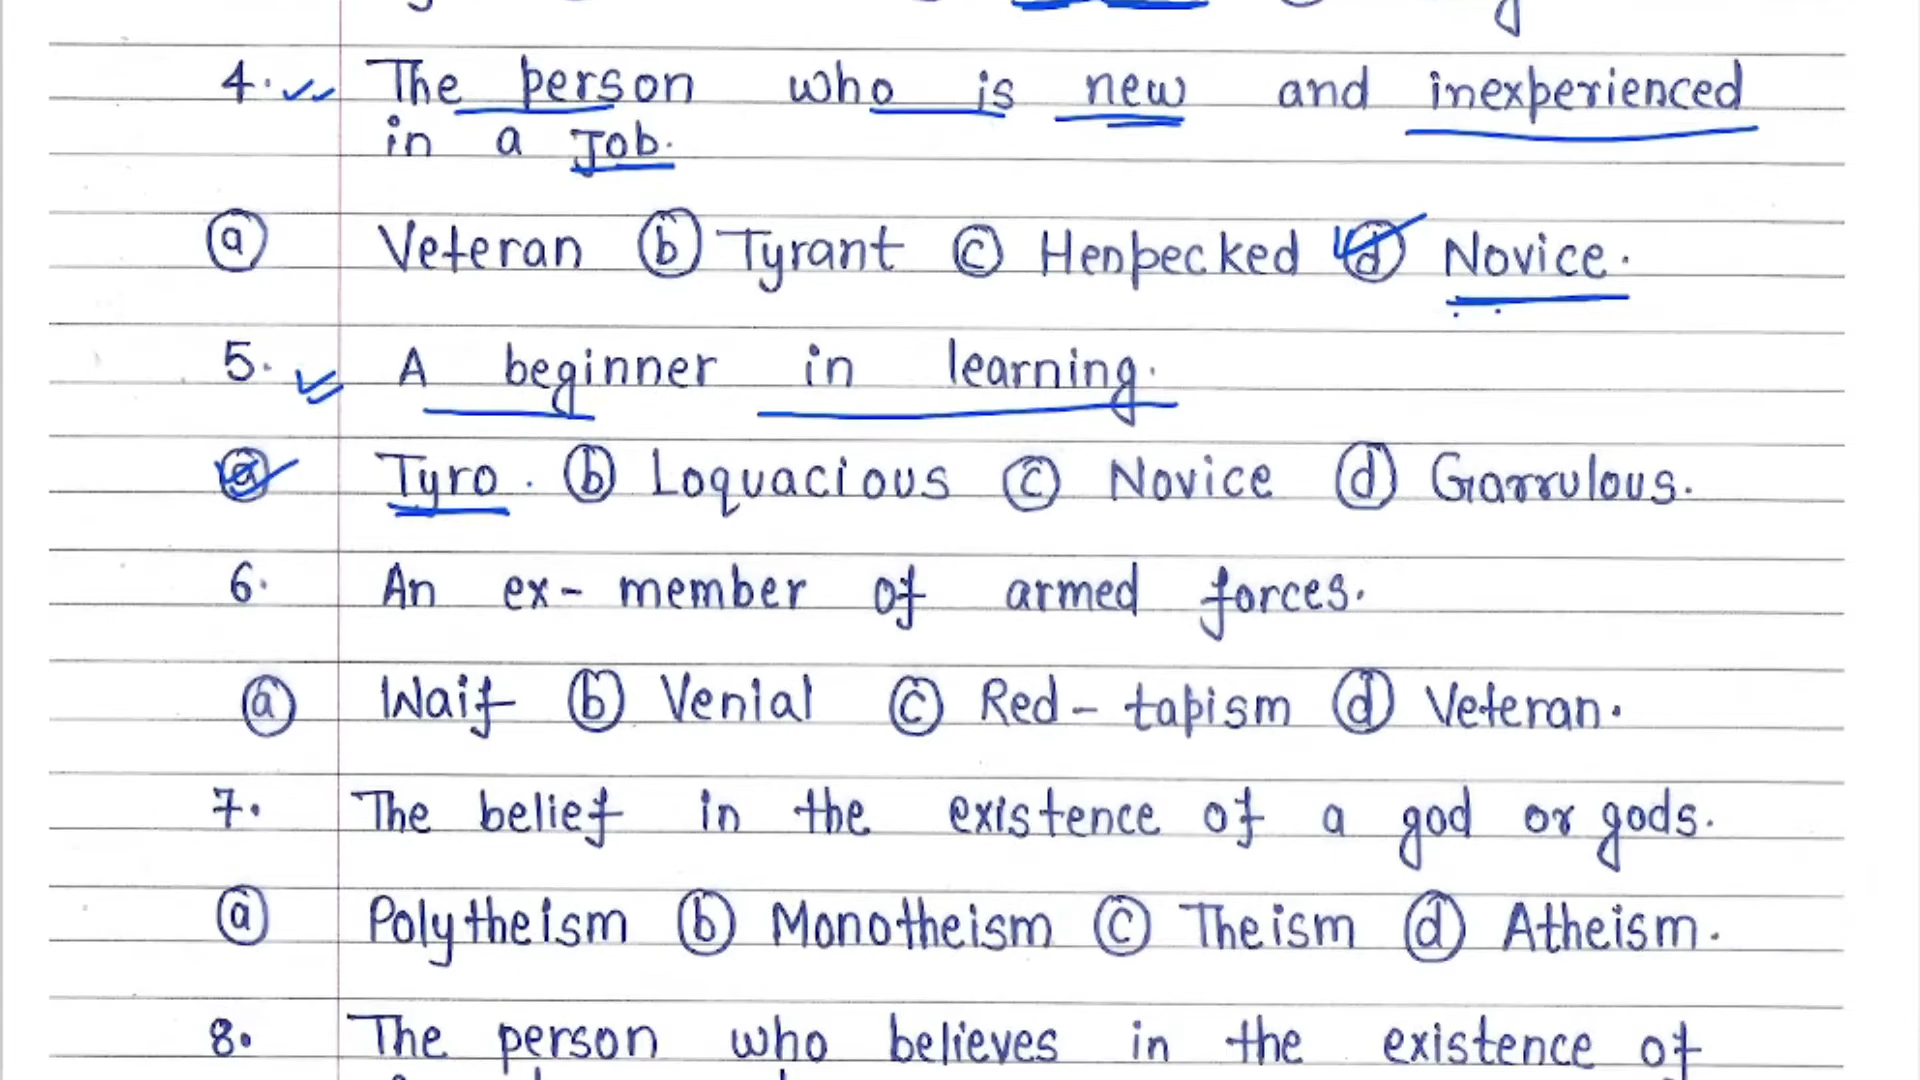 4. The person who is new and inexperienced
in a Job.
ⓐ Veteran ⓑ Tyrant ⓒ Henpecked ⓓ Novice.
5. A beginner in learning.
ⓐ Tyro. ⓑ Loquacious ⓒ Novice ⓓ Garrulous.
6. An ex-member of armed forces.
ⓐ Waif ⓑ Venial ⓒ Red-tapism ⓓ Veteran.
7. The belief in the existence of a god or gods.
ⓐ Polytheism ⓑ Monotheism ⓒ Theism ⓓ Atheism.
8. The person who believes in the existence of